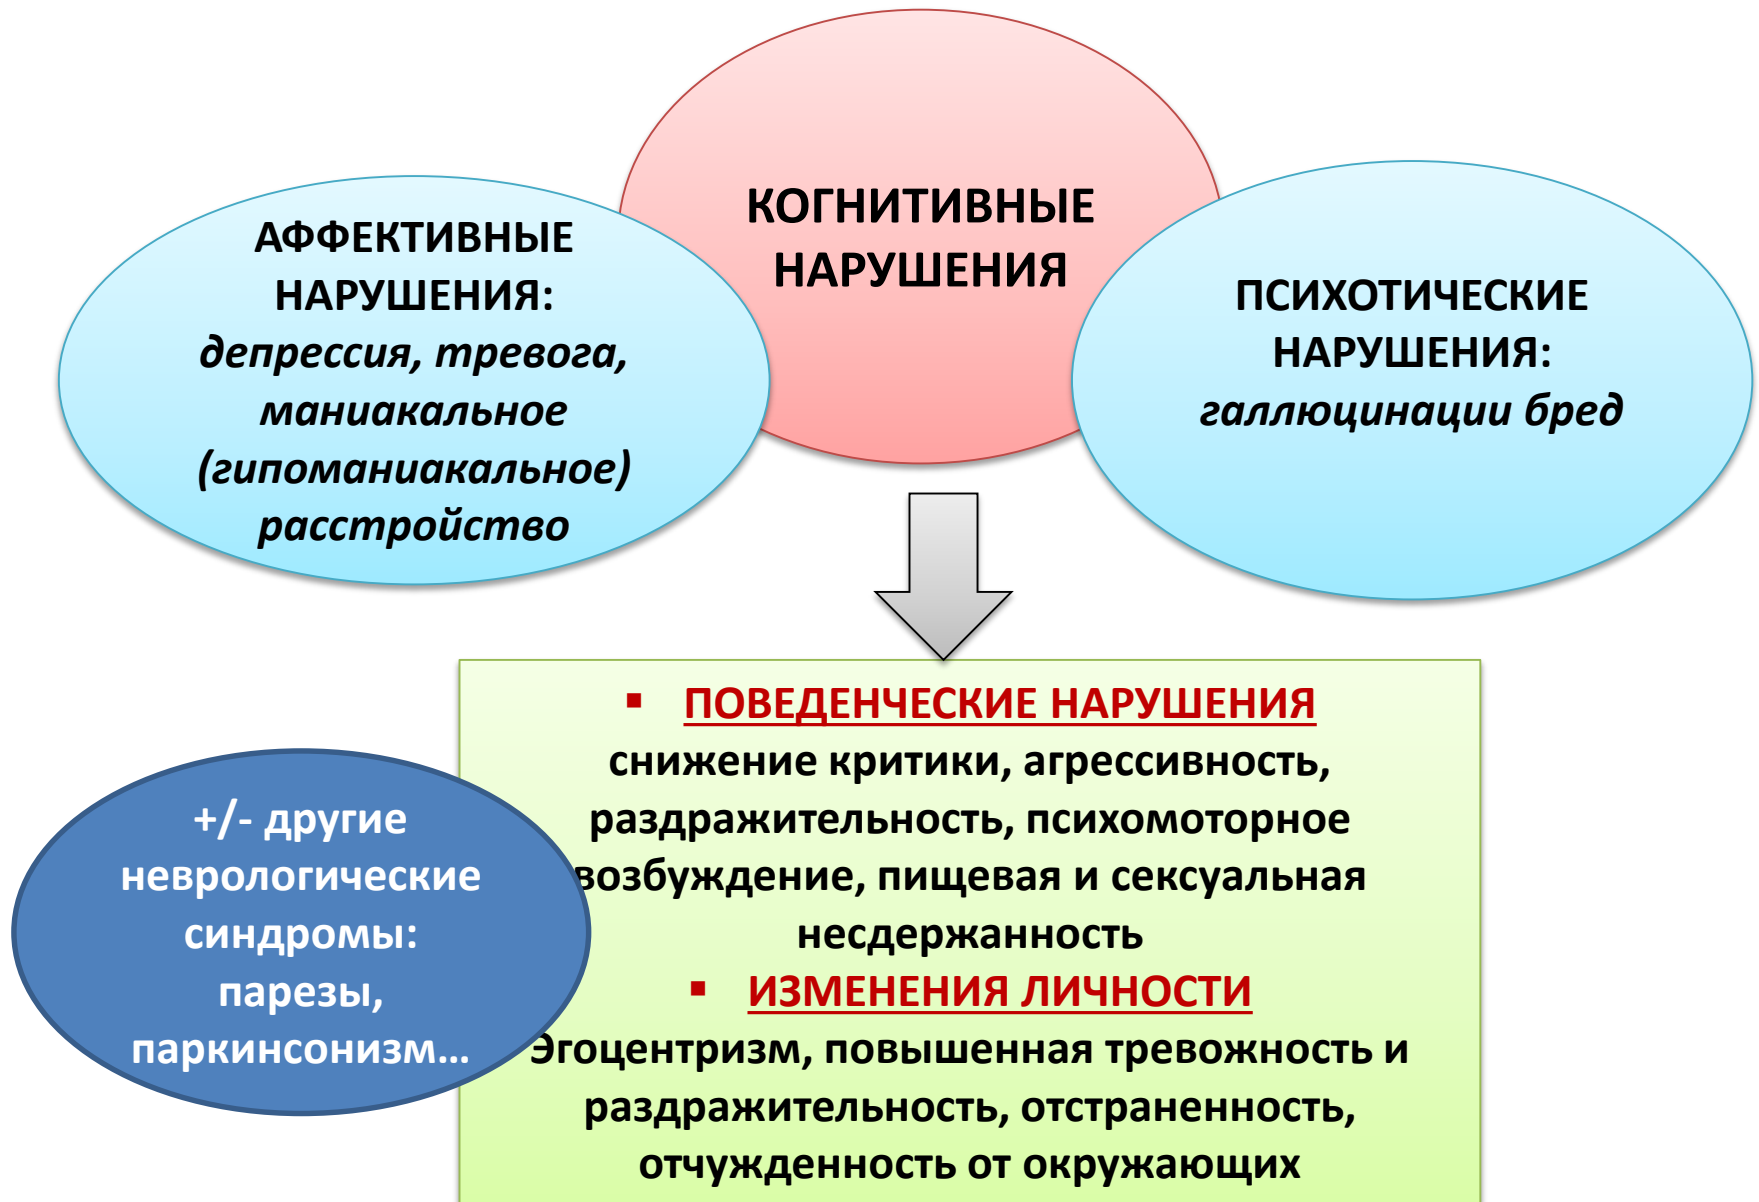 КОГНИТИВНЫЕ
НАРУШЕНИЯ
АФФЕКТИВНЫЕ
НАРУШЕНИЯ:
депрессия, тревога,
маниакальное
(гипоманиакальное)
расстройство
ПСИХОТИЧЕСКИЕ
НАРУШЕНИЯ:
галлюцинации бред
▪ ПОВЕДЕНЧЕСКИЕ НАРУШЕНИЯ
снижение критики, агрессивность,
раздражительность, психомоторное
возбуждение, пищевая и сексуальная
несдержанность
▪ ИЗМЕНЕНИЯ ЛИЧНОСТИ
Эгоцентризм, повышенная тревожность и
раздражительность, отстраненность,
отчужденность от окружающих
+/- другие
неврологические
синдромы:
парезы,
паркинсонизм…